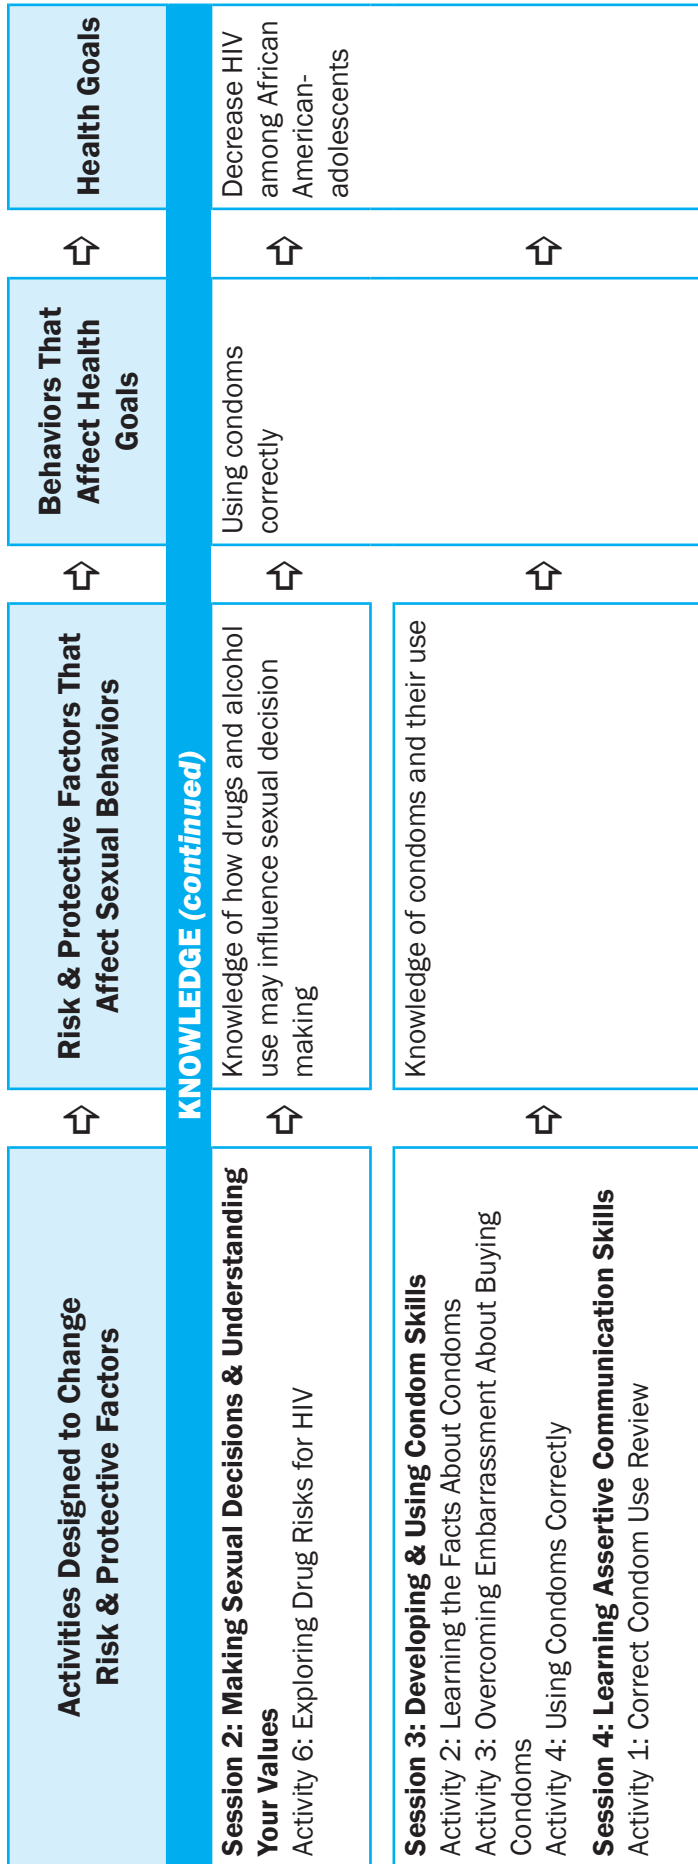 Activities Designed to Change
Risk & Protective Factors
Risk & Protective Factors That
Affect Sexual Behaviors
Behaviors That
Affect Health
Goals
Health Goals
KNOWLEDGE (continued)
Session 2: Making Sexual Decisions & Understanding
Your Values
Activity 6: Exploring Drug Risks for HIV
Knowledge of how drugs and alcohol
use may influence sexual decision
making
Using condoms
correctly
Decrease HIV
among African
American-
adolescents
Session 3: Developing & Using Condom Skills
Activity 2: Learning the Facts About Condoms
Activity 3: Overcoming Embarrassment About Buying
Condoms
Activity 4: Using Condoms Correctly
Session 4: Learning Assertive Communication Skills
Activity 1: Correct Condom Use Review
Knowledge of condoms and their use